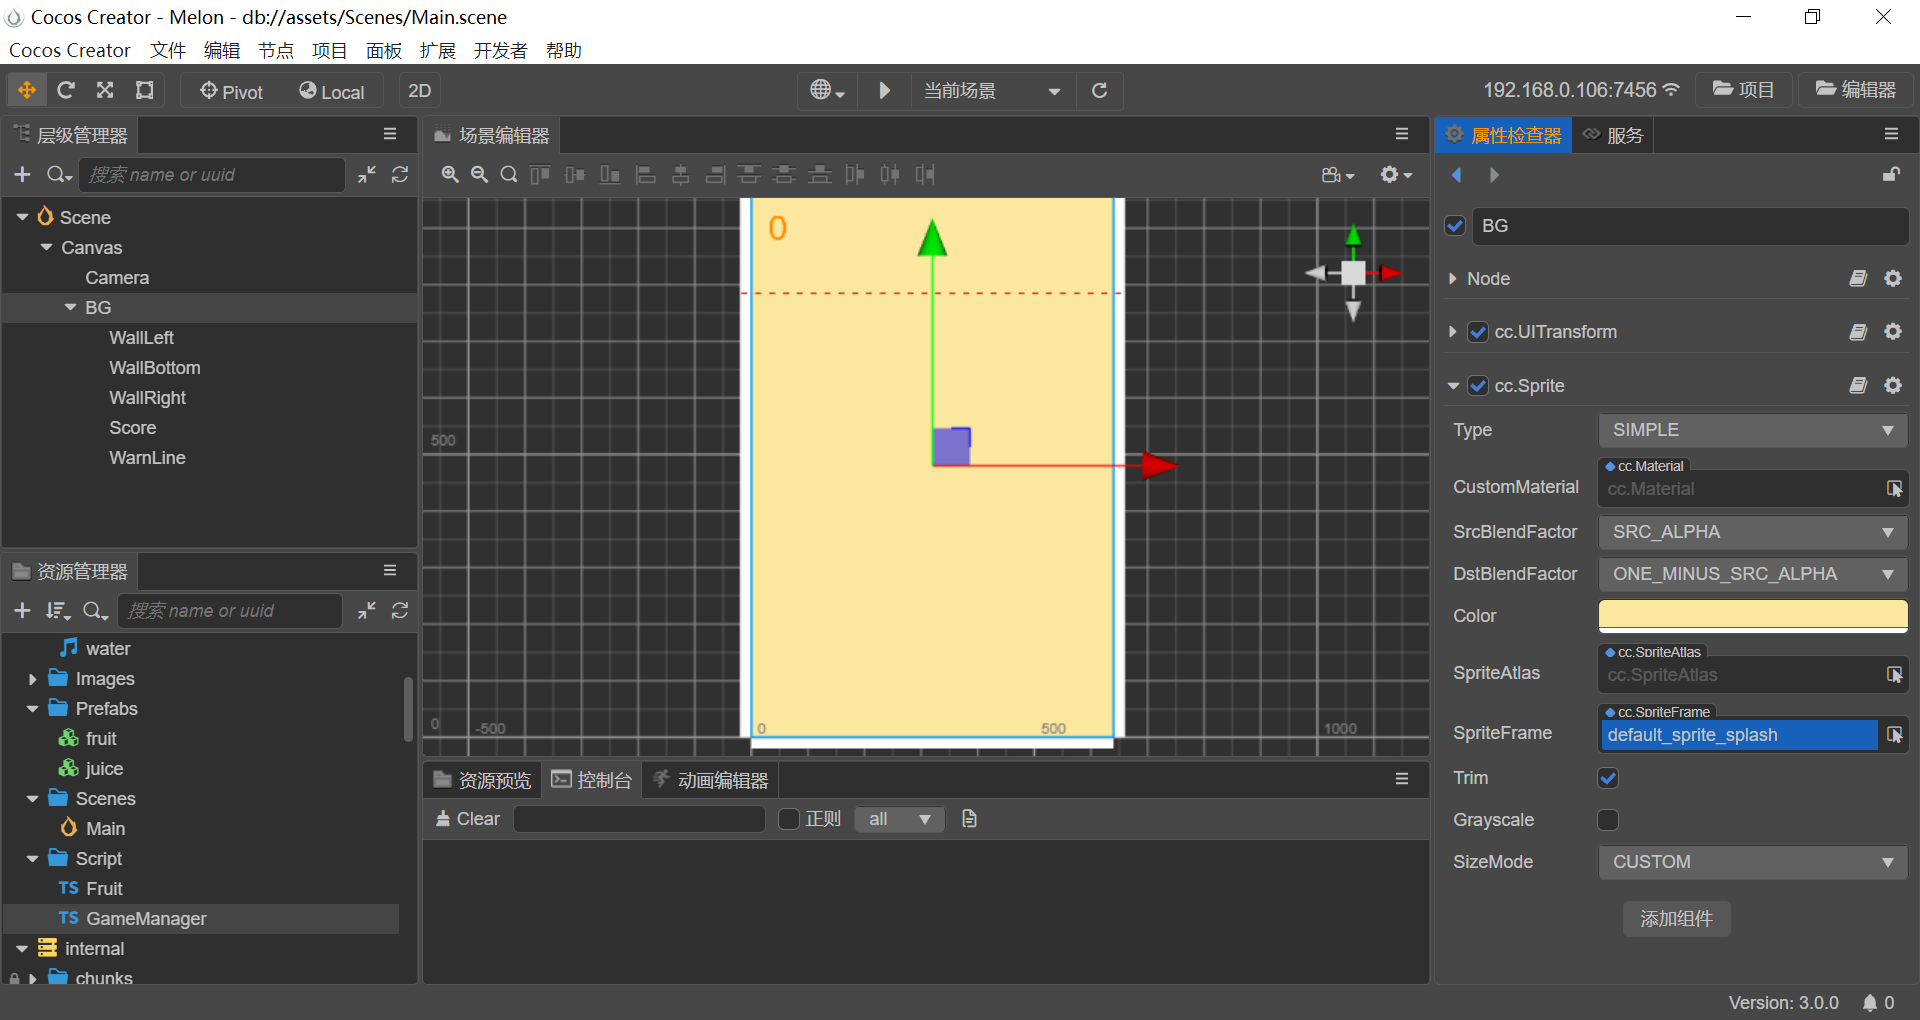 Cocos Creator - Melon - db://assets/Scenes/Main.scene
Cocos Creator 文件 编辑 节点 项目 面板 扩展 开发者 帮助
Pivot Local 2D 当前场景 192.168.0.106:7456 项目 编辑器
层级管理器
搜索 name or uuid
Scene
Canvas
Camera
BG
WallLeft
WallBottom
WallRight
Score
WarnLine
资源管理器
搜索 name or uuid
water
Images
Prefabs
fruit
juice
Scenes
Main
Script
TS Fruit
TS GameManager
internal
chunks
场景编辑器
0
500
0 -500 0 500 1000
资源预览 控制台 动画编辑器
Clear 正则 all
属性检查器 服务
BG
Node
cc.UITransform
cc.Sprite
Type SIMPLE
cc.Material
CustomMaterial cc.Material
SrcBlendFactor SRC_ALPHA
DstBlendFactor ONE_MINUS_SRC_ALPHA
Color
cc.SpriteAtlas
SpriteAtlas cc.SpriteAtlas
cc.SpriteFrame
SpriteFrame default_sprite_splash
Trim
Grayscale
SizeMode CUSTOM
添加组件
Version: 3.0.0 0